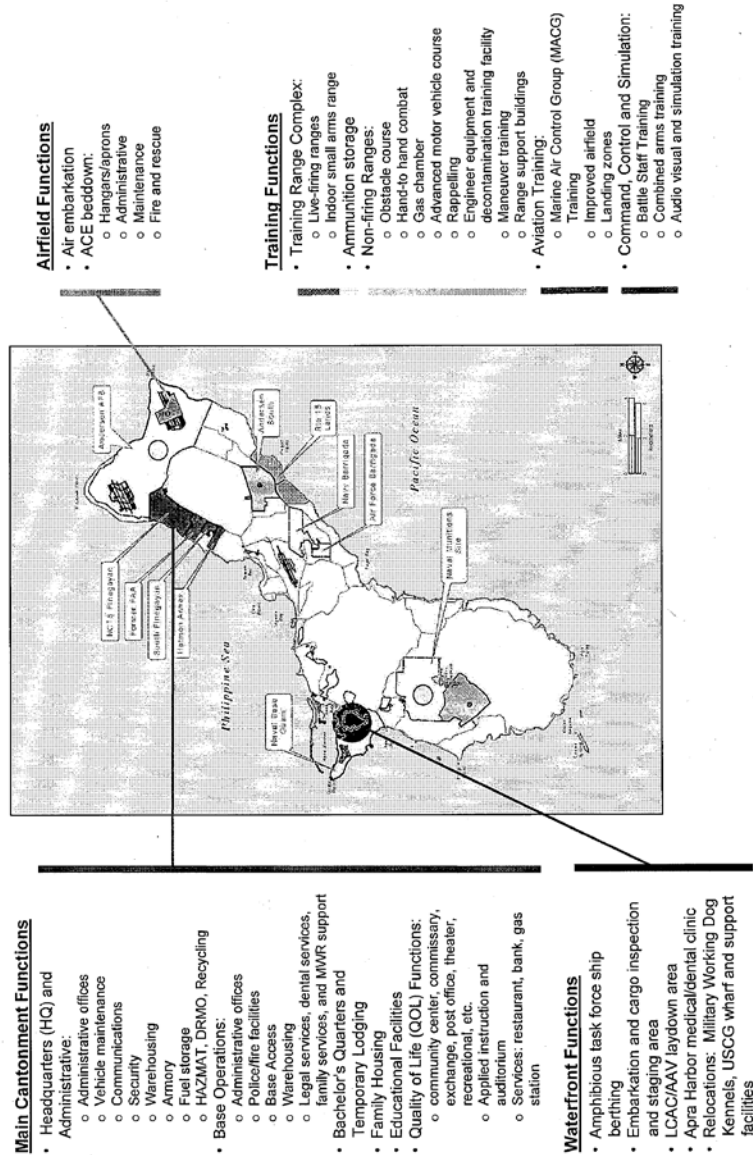 Main Cantonment Functions
• Headquarters (HQ) and
Administrative:
o Administrative offices
o Vehicle maintenance
o Communications
o Security
o Warehousing
o Armory
o Fuel storage
o HAZMAT, DRMO, Recycling
• Base Operations:
o Administrative offices
o Police/fire facilities
o Base Access
o Warehousing
o Legal services, dental services,
family services, and MWR support
• Bachelor's Quarters and
Temporary Lodging
• Family Housing
• Educational Facilities
• Quality of Life (QOL) Functions:
o community center, commissary,
exchange, post office, theater,
recreational, etc.
o Applied instruction and
auditorium
o Services: restaurant, bank, gas
station
Waterfront Functions
• Amphibious task force ship
berthing
• Embarkation and cargo inspection
and staging area
• LCAC/AAV laydown area
• Apra Harbor medical/dental clinic
• Relocations: Military Working Dog
Kennels, USCG wharf and support
facilities
Andersen AFB
NCTS Finegayan
Former FAA
South Finegayan
Harmon Annex
Andersen
South
Rte 15
Lands
Navy Barrigada
Air Force Barrigada
Naval Munitions
Site
Naval Base
Guam
Philippine Sea
Pacific Ocean
Airfield Functions
• Air embarkation
• ACE beddown:
o Hangars/aprons
o Administrative
o Maintenance
o Fire and rescue
Training Functions
• Training Range Complex:
o Live-firing ranges
o Indoor small arms range
• Ammunition storage
• Non-firing Ranges:
o Obstacle course
o Hand-to hand combat
o Gas chamber
o Advanced motor vehicle course
o Rappelling
o Engineer equipment and
decontamination training facility
o Maneuver training
o Range support buildings
• Aviation Training:
o Marine Air Control Group (MACG)
Training
o Improved airfield
o Landing zones
• Command, Control and Simulation:
o Battle Staff Training
o Combined arms training
o Audio visual and simulation training